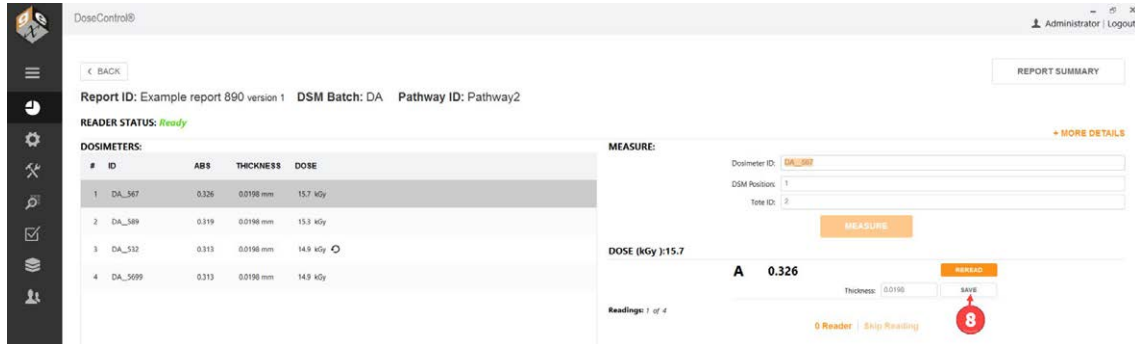 DoseControl®
Administrator | Logout
< BACK
REPORT SUMMARY
Report ID: Example report 890 version 1 DSM Batch: DA Pathway ID: Pathway2
READER STATUS: Ready
+ MORE DETAILS
DOSIMETERS:
# ID ABS THICKNESS DOSE
1 DA__567 0.326 0.0198 mm 15.7 kGy
2 DA__589 0.319 0.0198 mm 15.3 kGy
3 DA__532 0.313 0.0198 mm 14.9 kGy
4 DA__5699 0.313 0.0198 mm 14.9 kGy
MEASURE:
Dosimeter ID: DA__567
DSM Position: 1
Tote ID: 2
MEASURE
DOSE (kGy ):15.7
A 0.326 REREAD
Thickness: 0.0198 SAVE
Readings: 1 of 4
8
0 Reader | Skip Reading